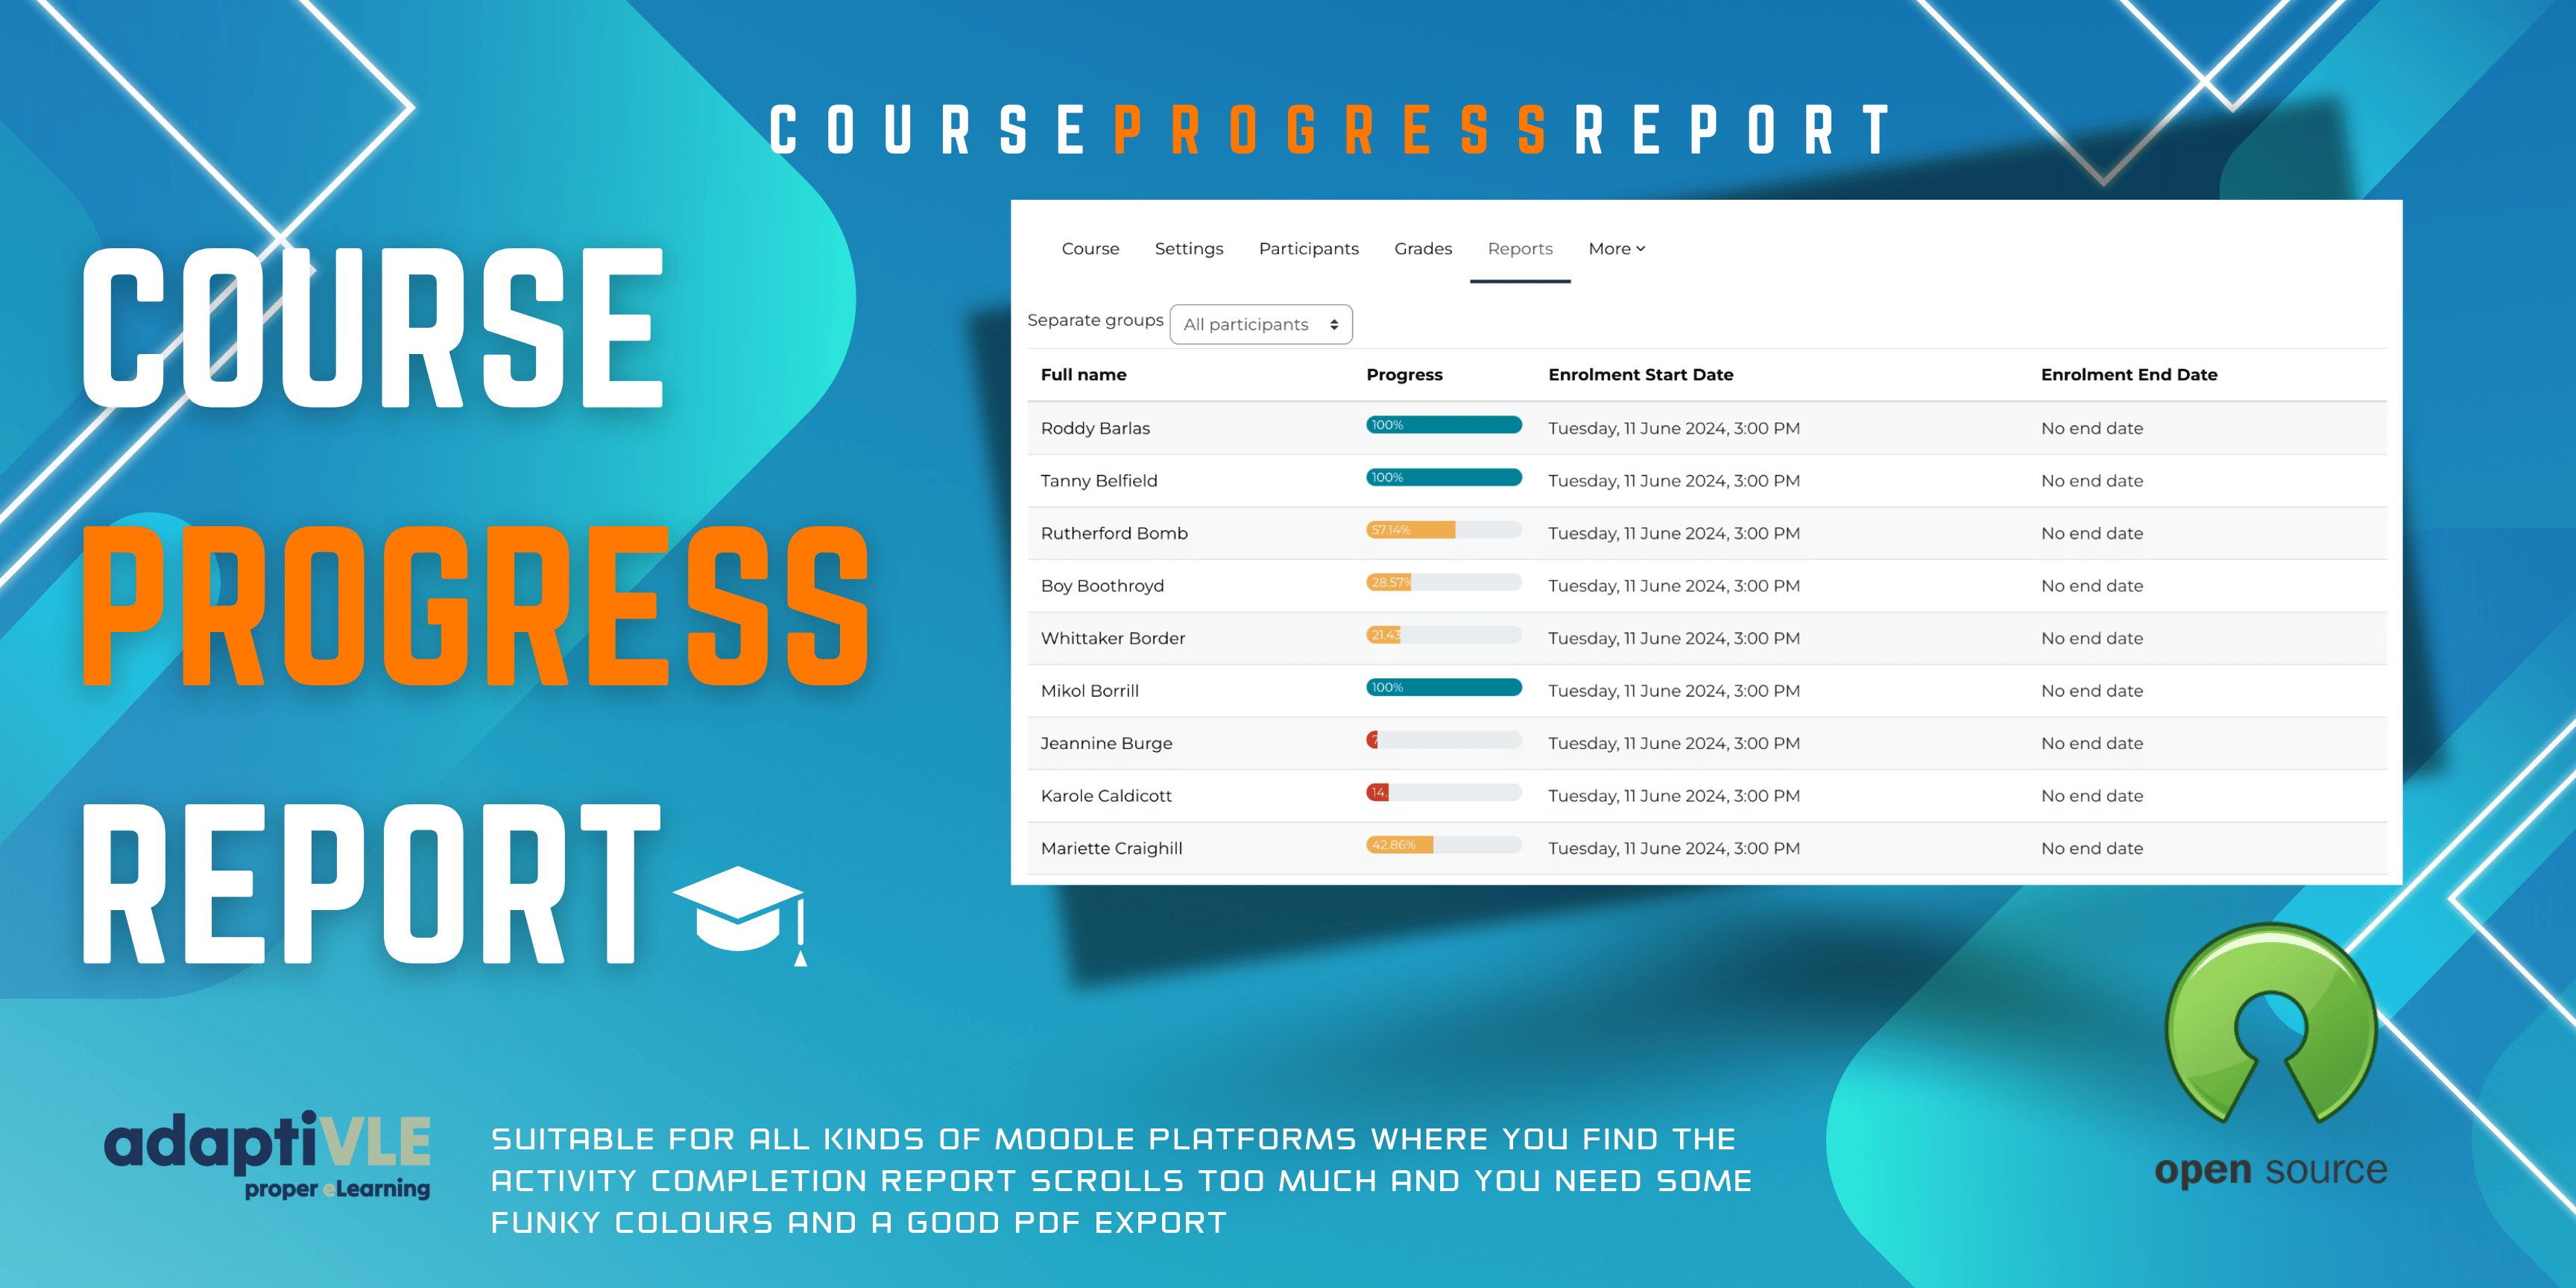 COURSEPROGRESSREPORT
COURSE
PROGRESS
REPORT
Course Settings Participants Grades Reports More
Separate groups All participants
Full name Progress Enrolment Start Date Enrolment End Date
Roddy Barlas 100% Tuesday, 11 June 2024, 3:00 PM No end date
Tanny Belfield 100% Tuesday, 11 June 2024, 3:00 PM No end date
Rutherford Bomb 57.14% Tuesday, 11 June 2024, 3:00 PM No end date
Boy Boothroyd 28.57% Tuesday, 11 June 2024, 3:00 PM No end date
Whittaker Border 21.43 Tuesday, 11 June 2024, 3:00 PM No end date
Mikol Borrill 100% Tuesday, 11 June 2024, 3:00 PM No end date
Jeannine Burge Tuesday, 11 June 2024, 3:00 PM No end date
Karole Caldicott 14. Tuesday, 11 June 2024, 3:00 PM No end date
Mariette Craighill 42.86% Tuesday, 11 June 2024, 3:00 PM No end date
adaptiVLE
proper eLearning
SUITABLE FOR ALL KINDS OF MOODLE PLATFORMS WHERE YOU FIND THE
ACTIVITY COMPLETION REPORT SCROLLS TOO MUCH AND YOU NEED SOME
FUNKY COLOURS AND A GOOD PDF EXPORT
open source